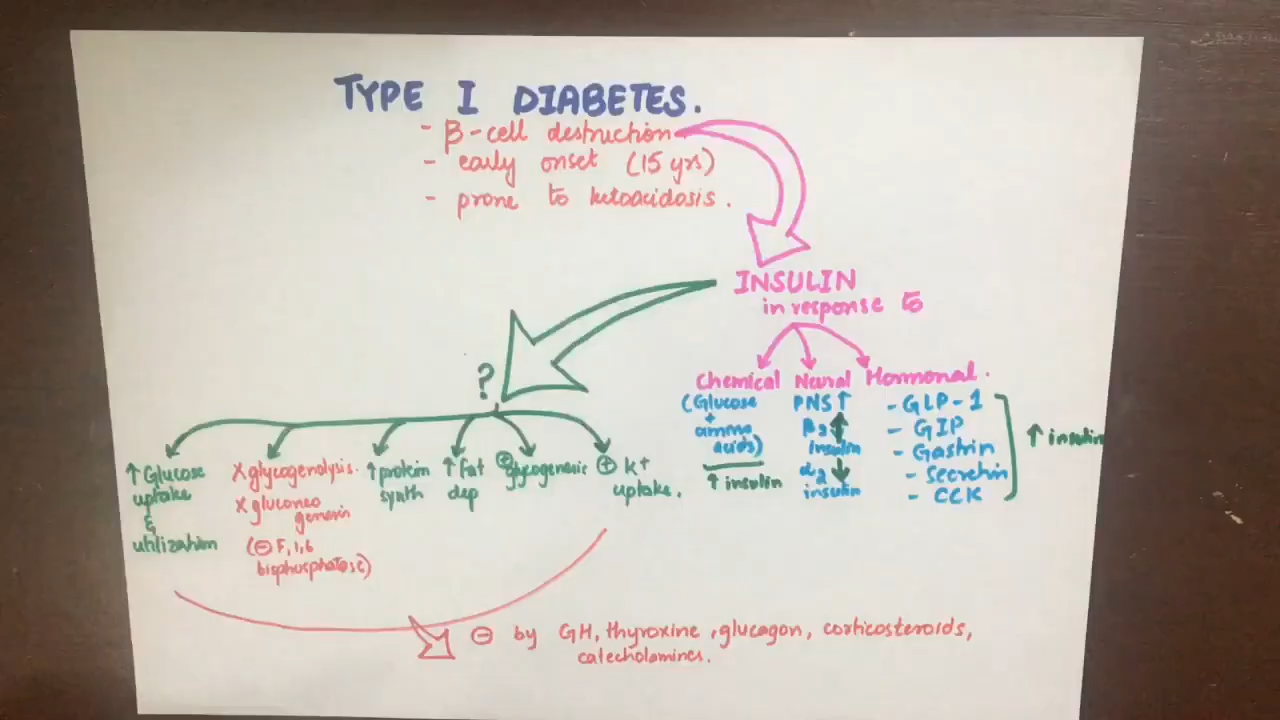 TYPE I DIABETES.
- β-cell destruction
- early onset (15 yrs)
- prone to ketoacidosis.
INSULIN
in response to
Chemical Neural Hormonal.
(Glucose
+
amino
acids)
↑ insulin
PNS ↑
β2 ↑
insulin
α2 ↓
insulin
- GLP-1
- GIP
- Gastrin
- Secretin
- CCK
↑ insulin
?
↑ Glucose
uptake
&
utilization
X glycogenolysis.
X gluconeo
genesis
(⊖ F, 1, 6
bisphosphatase)
↑ protein
synth
↑ fat
dep
⊕ glycogenesis
⊕ K+
uptake.
⊖ by GH, thyroxine, glucagon, corticosteroids,
catecholamines.